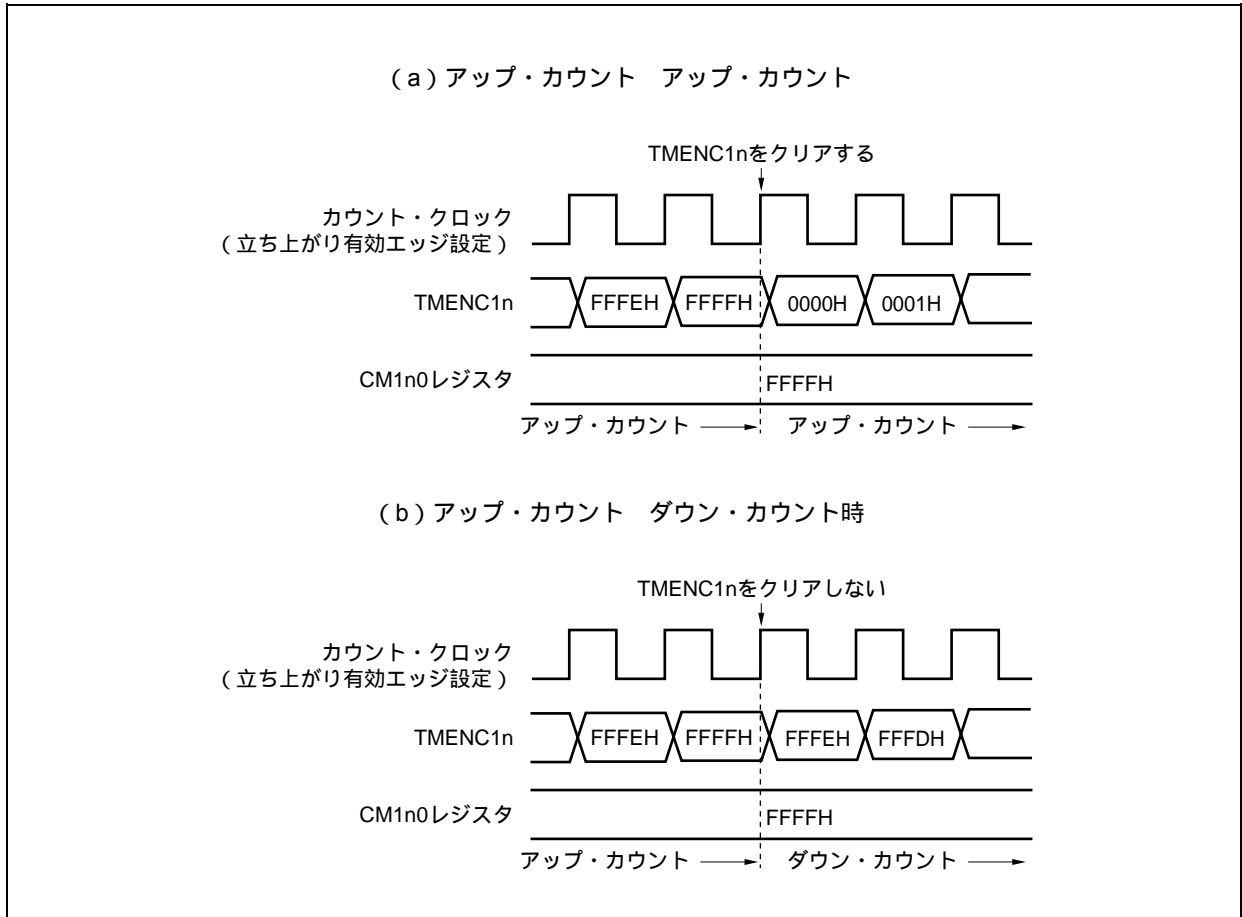 （a）アップ・カウント　アップ・カウント
TMENC1nをクリアする
カウント・クロック
（立ち上がり有効エッジ設定）
TMENC1n FFFEH FFFFH 0000H 0001H
CM1n0レジスタ FFFFH
アップ・カウント アップ・カウント
（b）アップ・カウント　ダウン・カウント時
TMENC1nをクリアしない
カウント・クロック
（立ち上がり有効エッジ設定）
TMENC1n FFFEH FFFFH FFFEH FFFDH
CM1n0レジスタ FFFFH
アップ・カウント ダウン・カウント